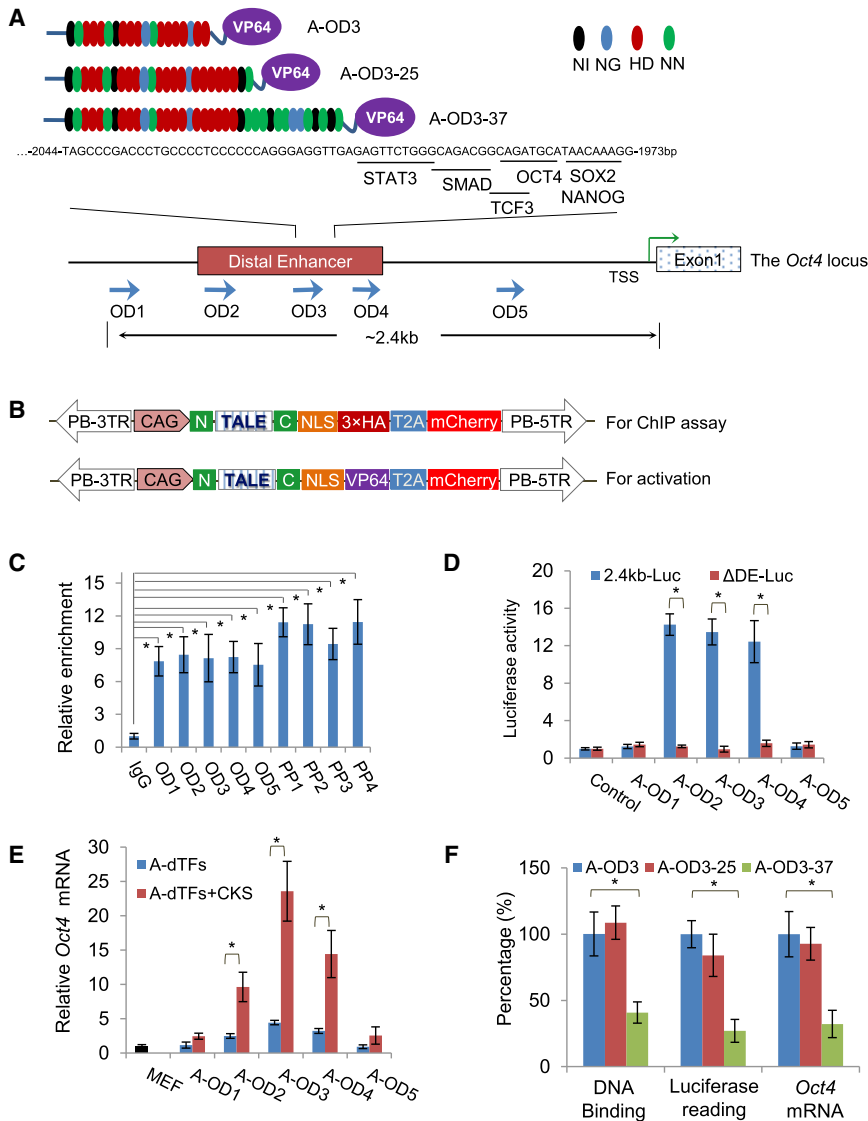 A
VP64
A-OD3
VP64
A-OD3-25
VP64
A-OD3-37
NI NG HD NN
...-2044-TAGCCCGACCCTGCCCCTCCCCCCAGGGAGGTTGAGAGTTCTGGGCAGACGGCAGATGCATAACAAAGG-1973bp
STAT3
SMAD
TCF3
OCT4
SOX2
NANOG
Distal Enhancer
TSS
Exon1
The Oct4 locus
OD1
OD2
OD3
OD4
OD5
~2.4kb
B
PB-3TR CAG N TALE C NLS 3×HA T2A mCherry PB-5TR For ChIP assay
PB-3TR CAG N TALE C NLS VP64 T2A mCherry PB-5TR For activation
C
Relative enrichment
15
12
9
6
3
0
* * * * * * * * *
IgG OD1 OD2 OD3 OD4 OD5 PP1 PP2 PP3 PP4
D
2.4kb-Luc ΔDE-Luc
Luciferase activity
20
16
12
8
4
0
* * *
Control A-OD1 A-OD2 A-OD3 A-OD4 A-OD5
E
A-dTFs
A-dTFs+CKS
Relative Oct4 mRNA
30
25
20
15
10
5
0
* * *
MEF A-OD1 A-OD2 A-OD3 A-OD4 A-OD5
F
A-OD3 A-OD3-25 A-OD3-37
Percentage (%)
150
100
50
0
* * *
DNA
Binding
Luciferase
reading
Oct4
mRNA